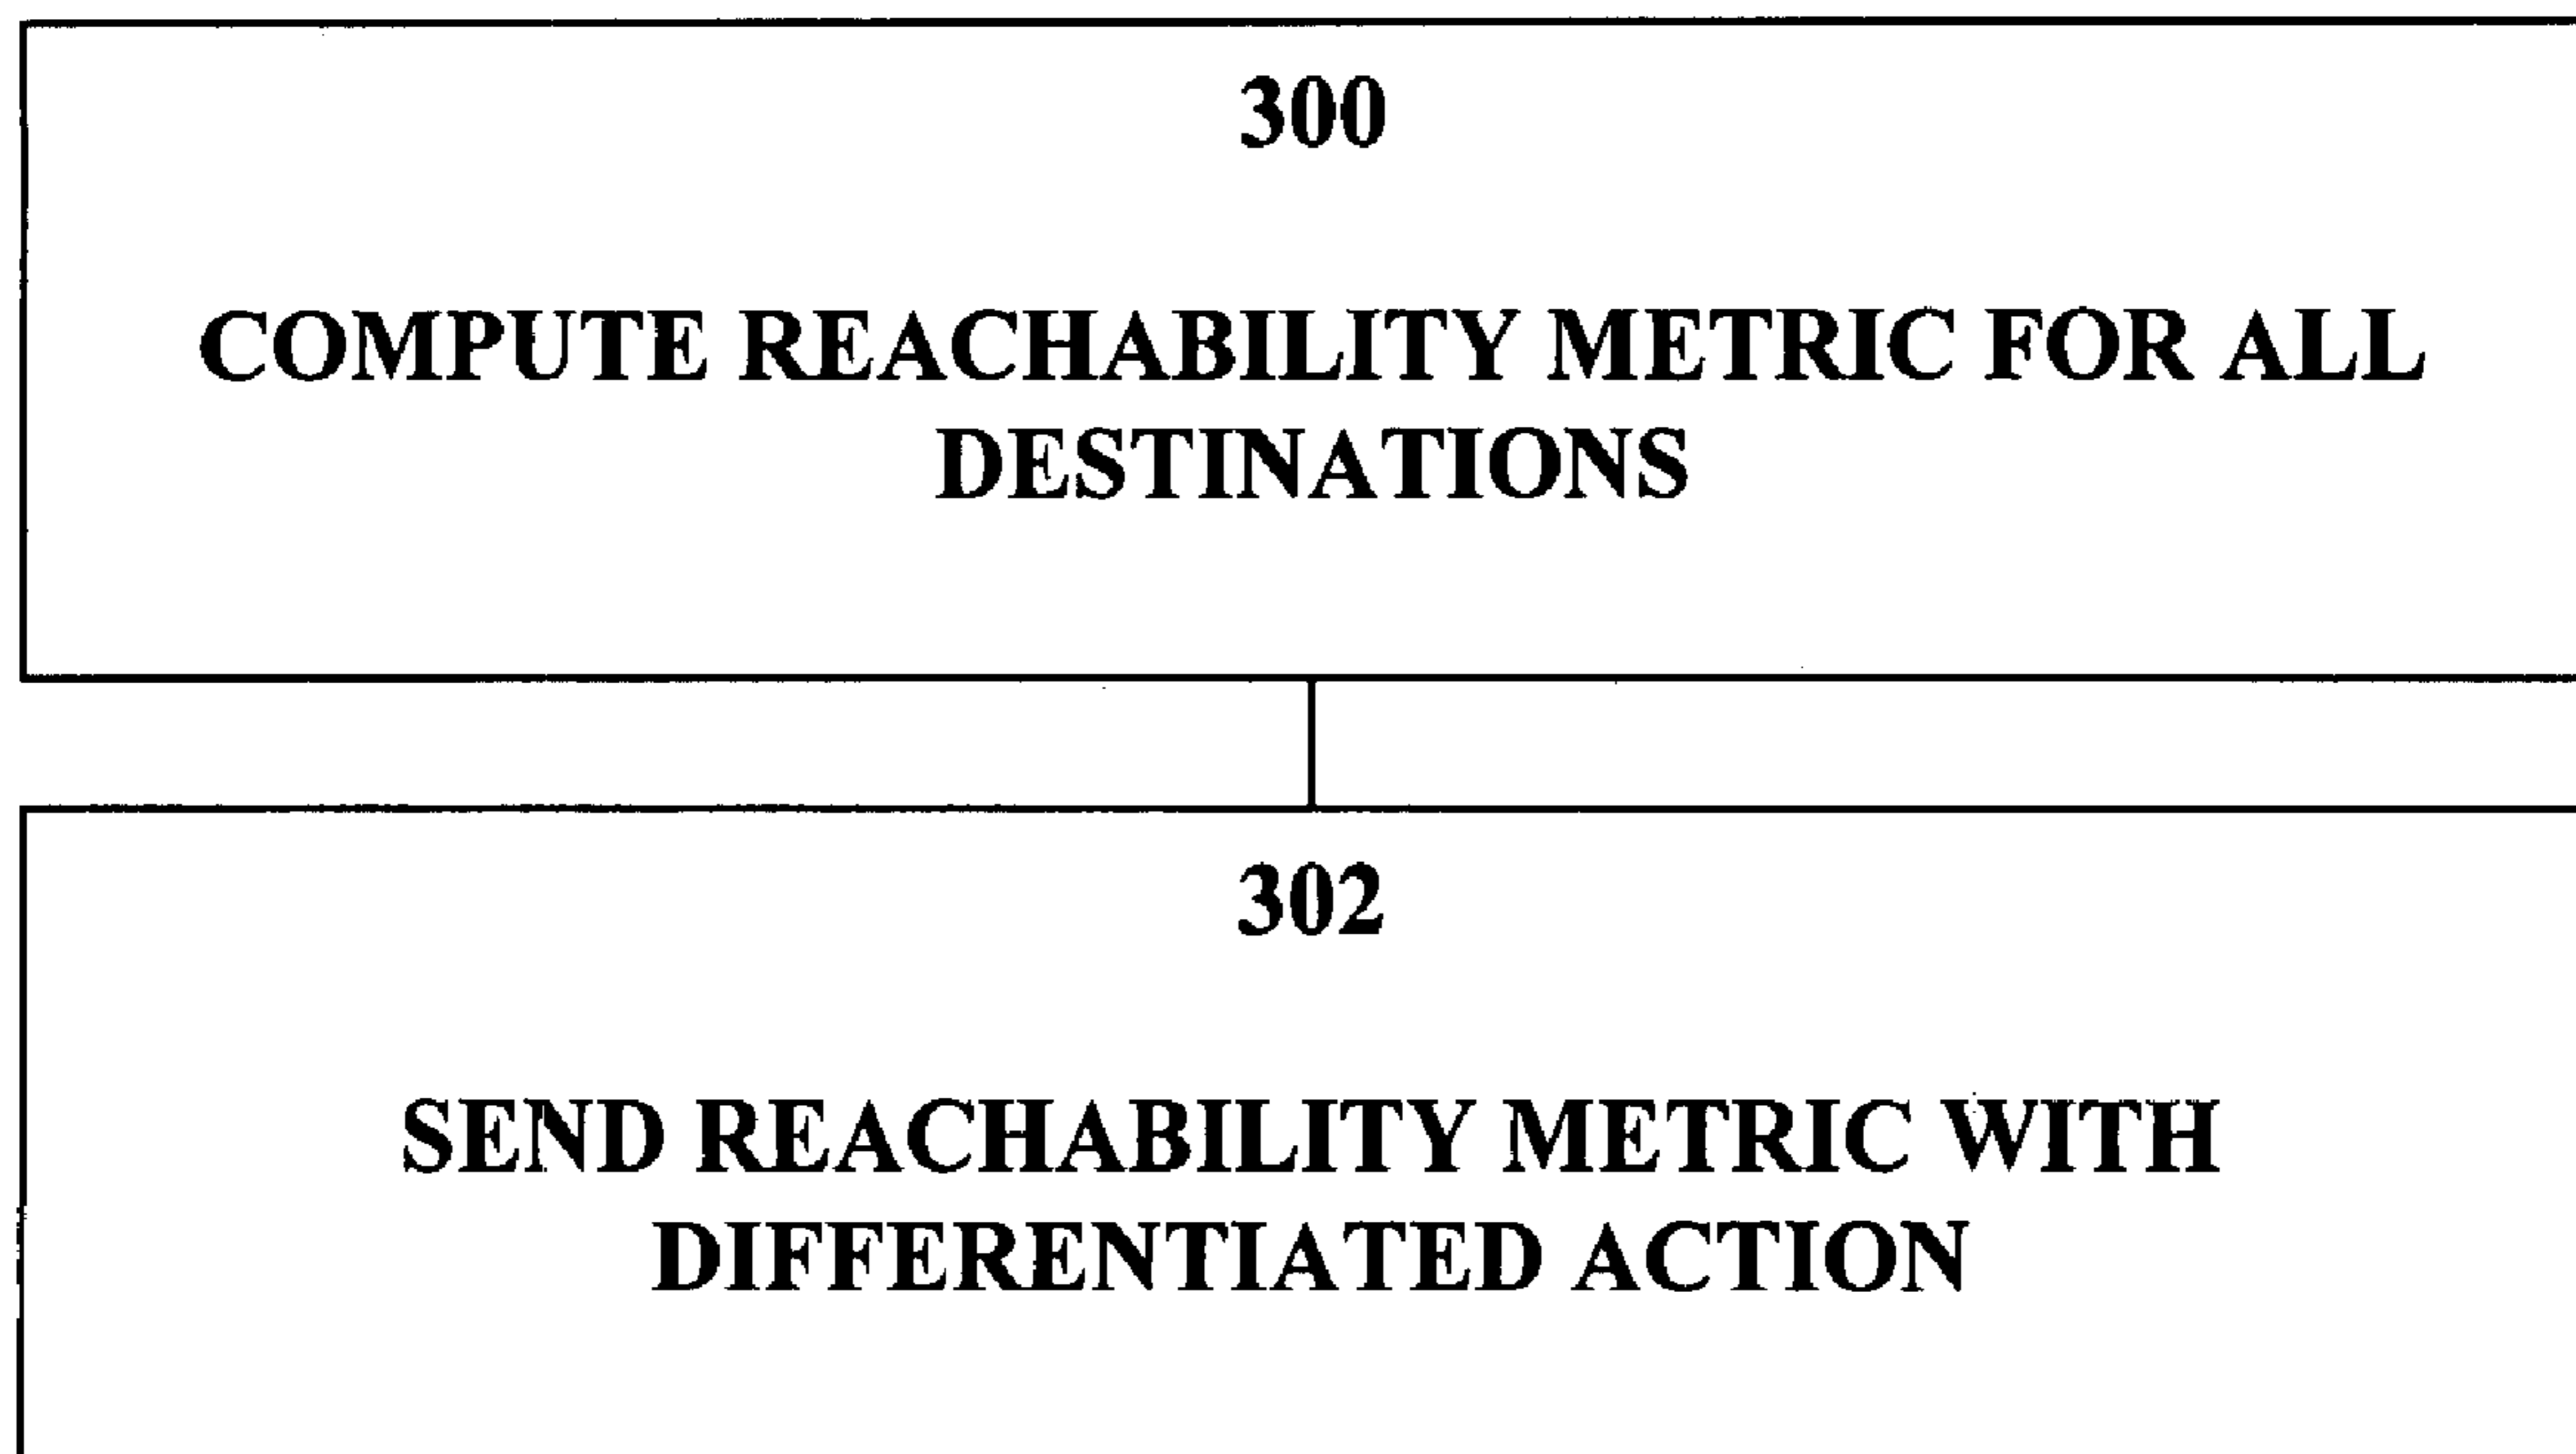 300
COMPUTE REACHABILITY METRIC FOR ALL
DESTINATIONS
302
SEND REACHABILITY METRIC WITH
DIFFERENTIATED ACTION